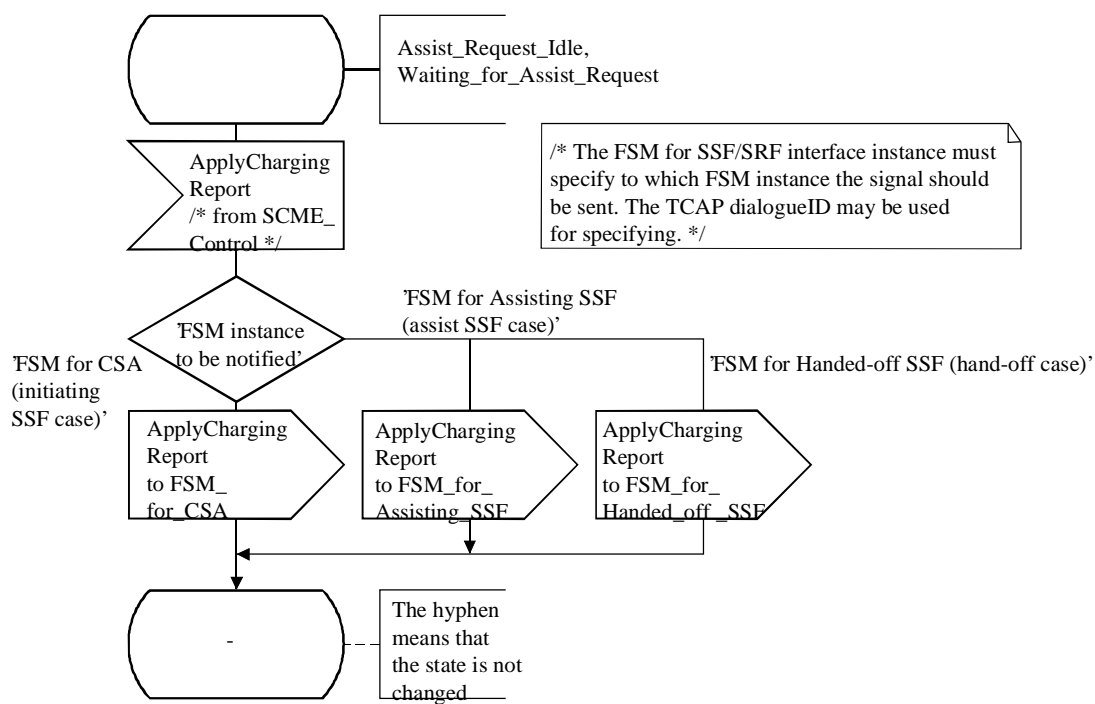 Assist_Request_Idle,
Waiting_for_Assist_Request
ApplyCharging
Report
/* from SCME_
Control */
/* The FSM for SSF/SRF interface instance must
specify to which FSM instance the signal should
be sent. The TCAP dialogueID may be used
for specifying. */
’FSM instance
to be notified’
’FSM for Assisting SSF
(assist SSF case)’
’FSM for CSA
(initiating
SSF case)’
’FSM for Handed-off SSF (hand-off case)’
ApplyCharging
Report
to FSM_
for_CSA
ApplyCharging
Report
to FSM_for_
Assisting_SSF
ApplyCharging
Report
to FSM_for_
Handed_off _SSF
-
The hyphen
means that
the state is not
changed